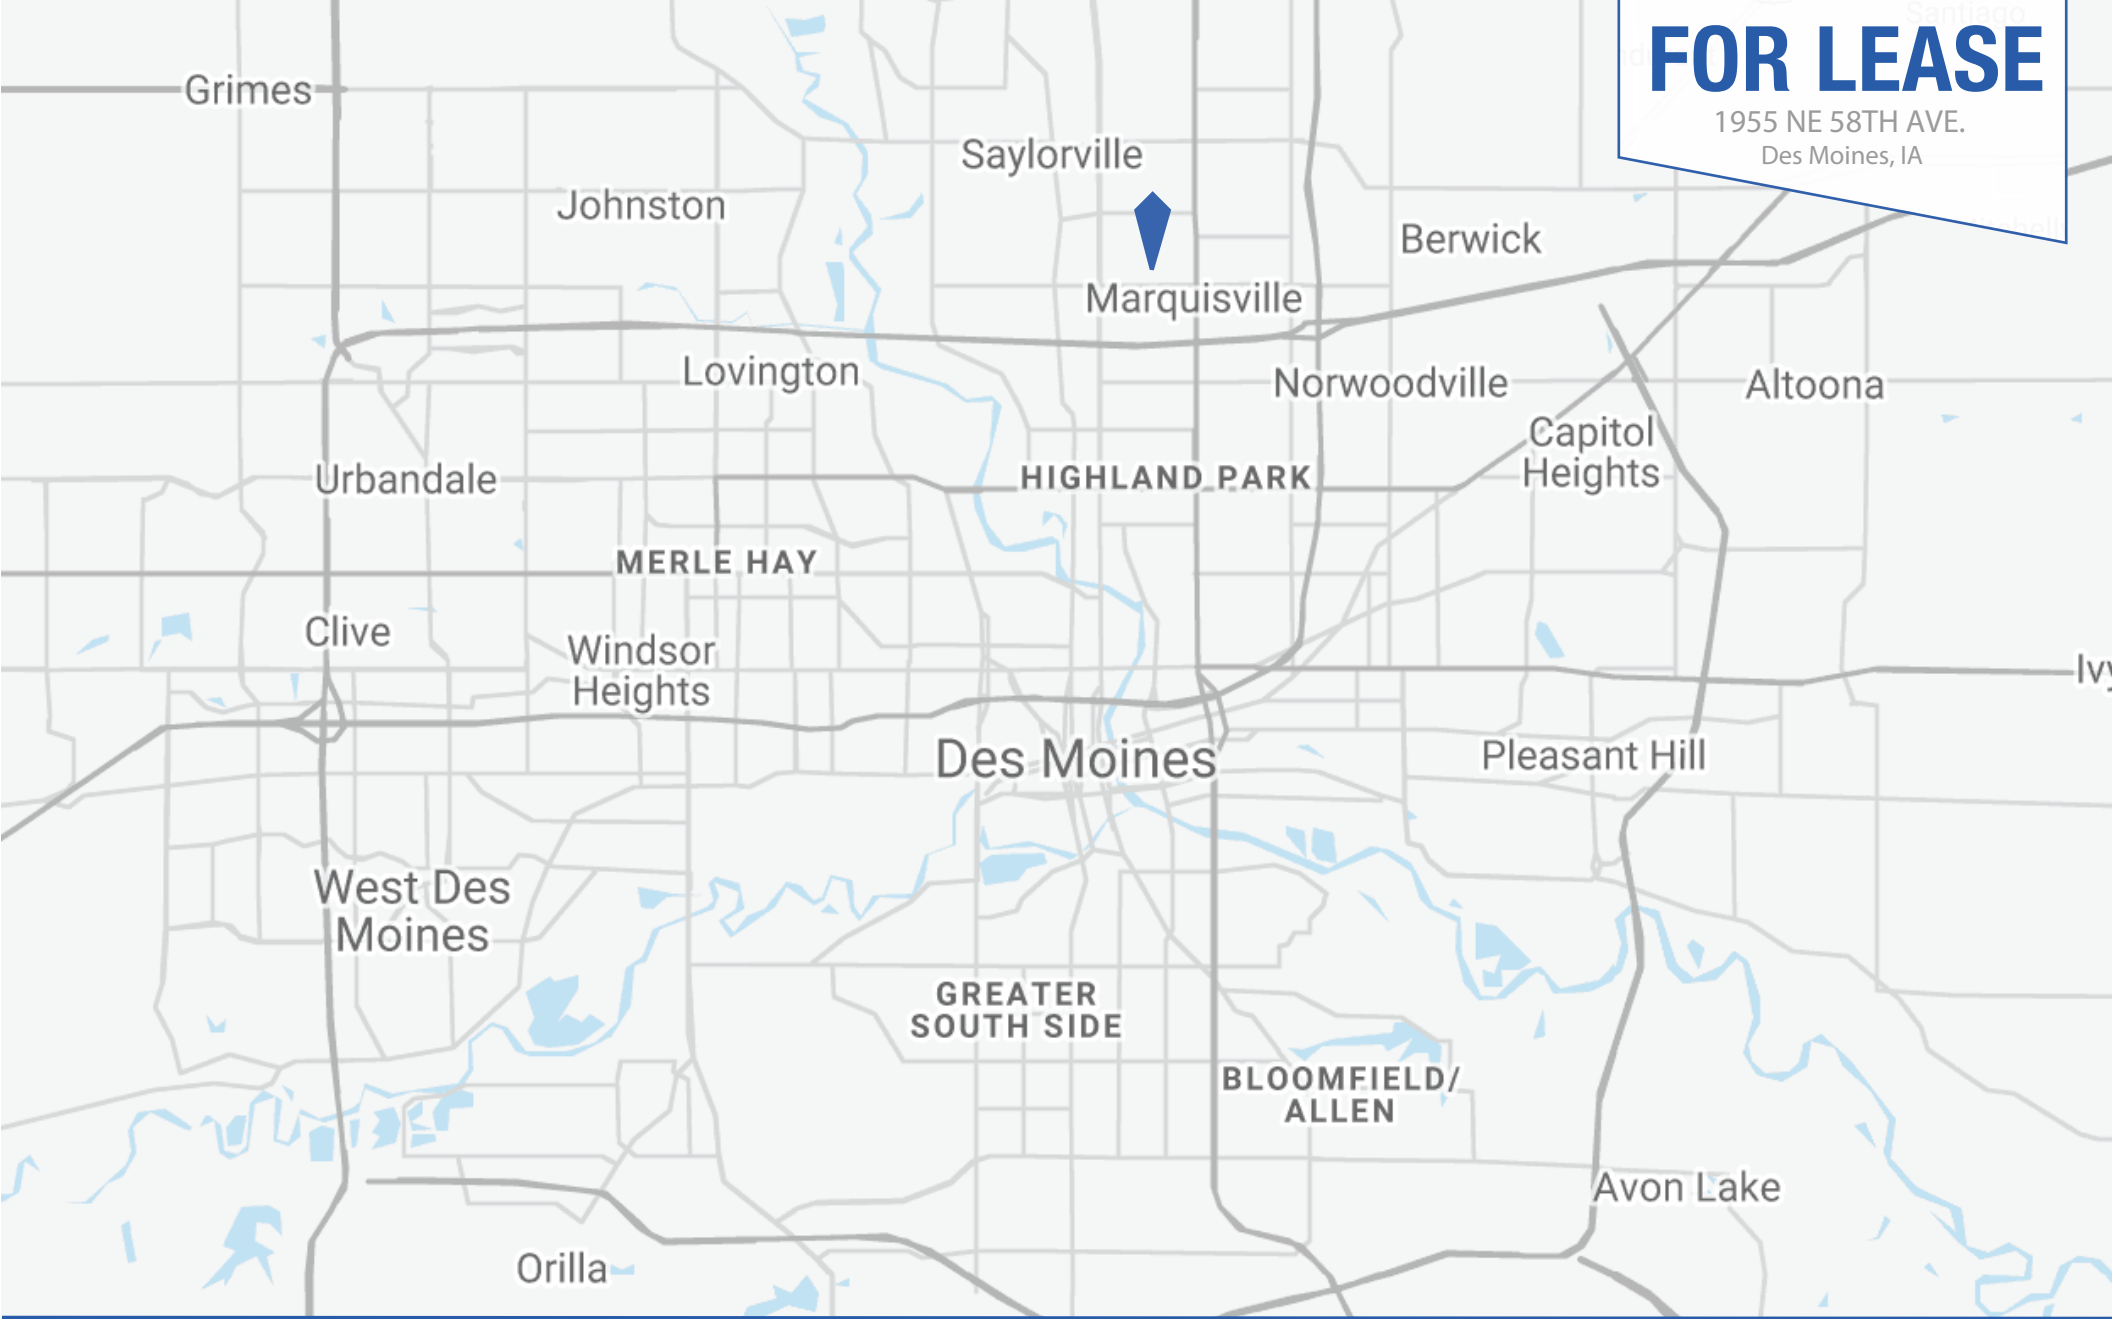 Santiago
FOR LEASE
1955 NE 58TH AVE.
Des Moines, IA
Grimes
Saylorville
Johnston
Berwick
Marquisville
Lovington
Norwoodville
Altoona
Capitol
Heights
Urbandale
HIGHLAND PARK
MERLE HAY
Clive
Windsor
Heights
Des Moines
Pleasant Hill
West Des
Moines
GREATER
SOUTH SIDE
BLOOMFIELD/
ALLEN
Avon Lake
Orilla